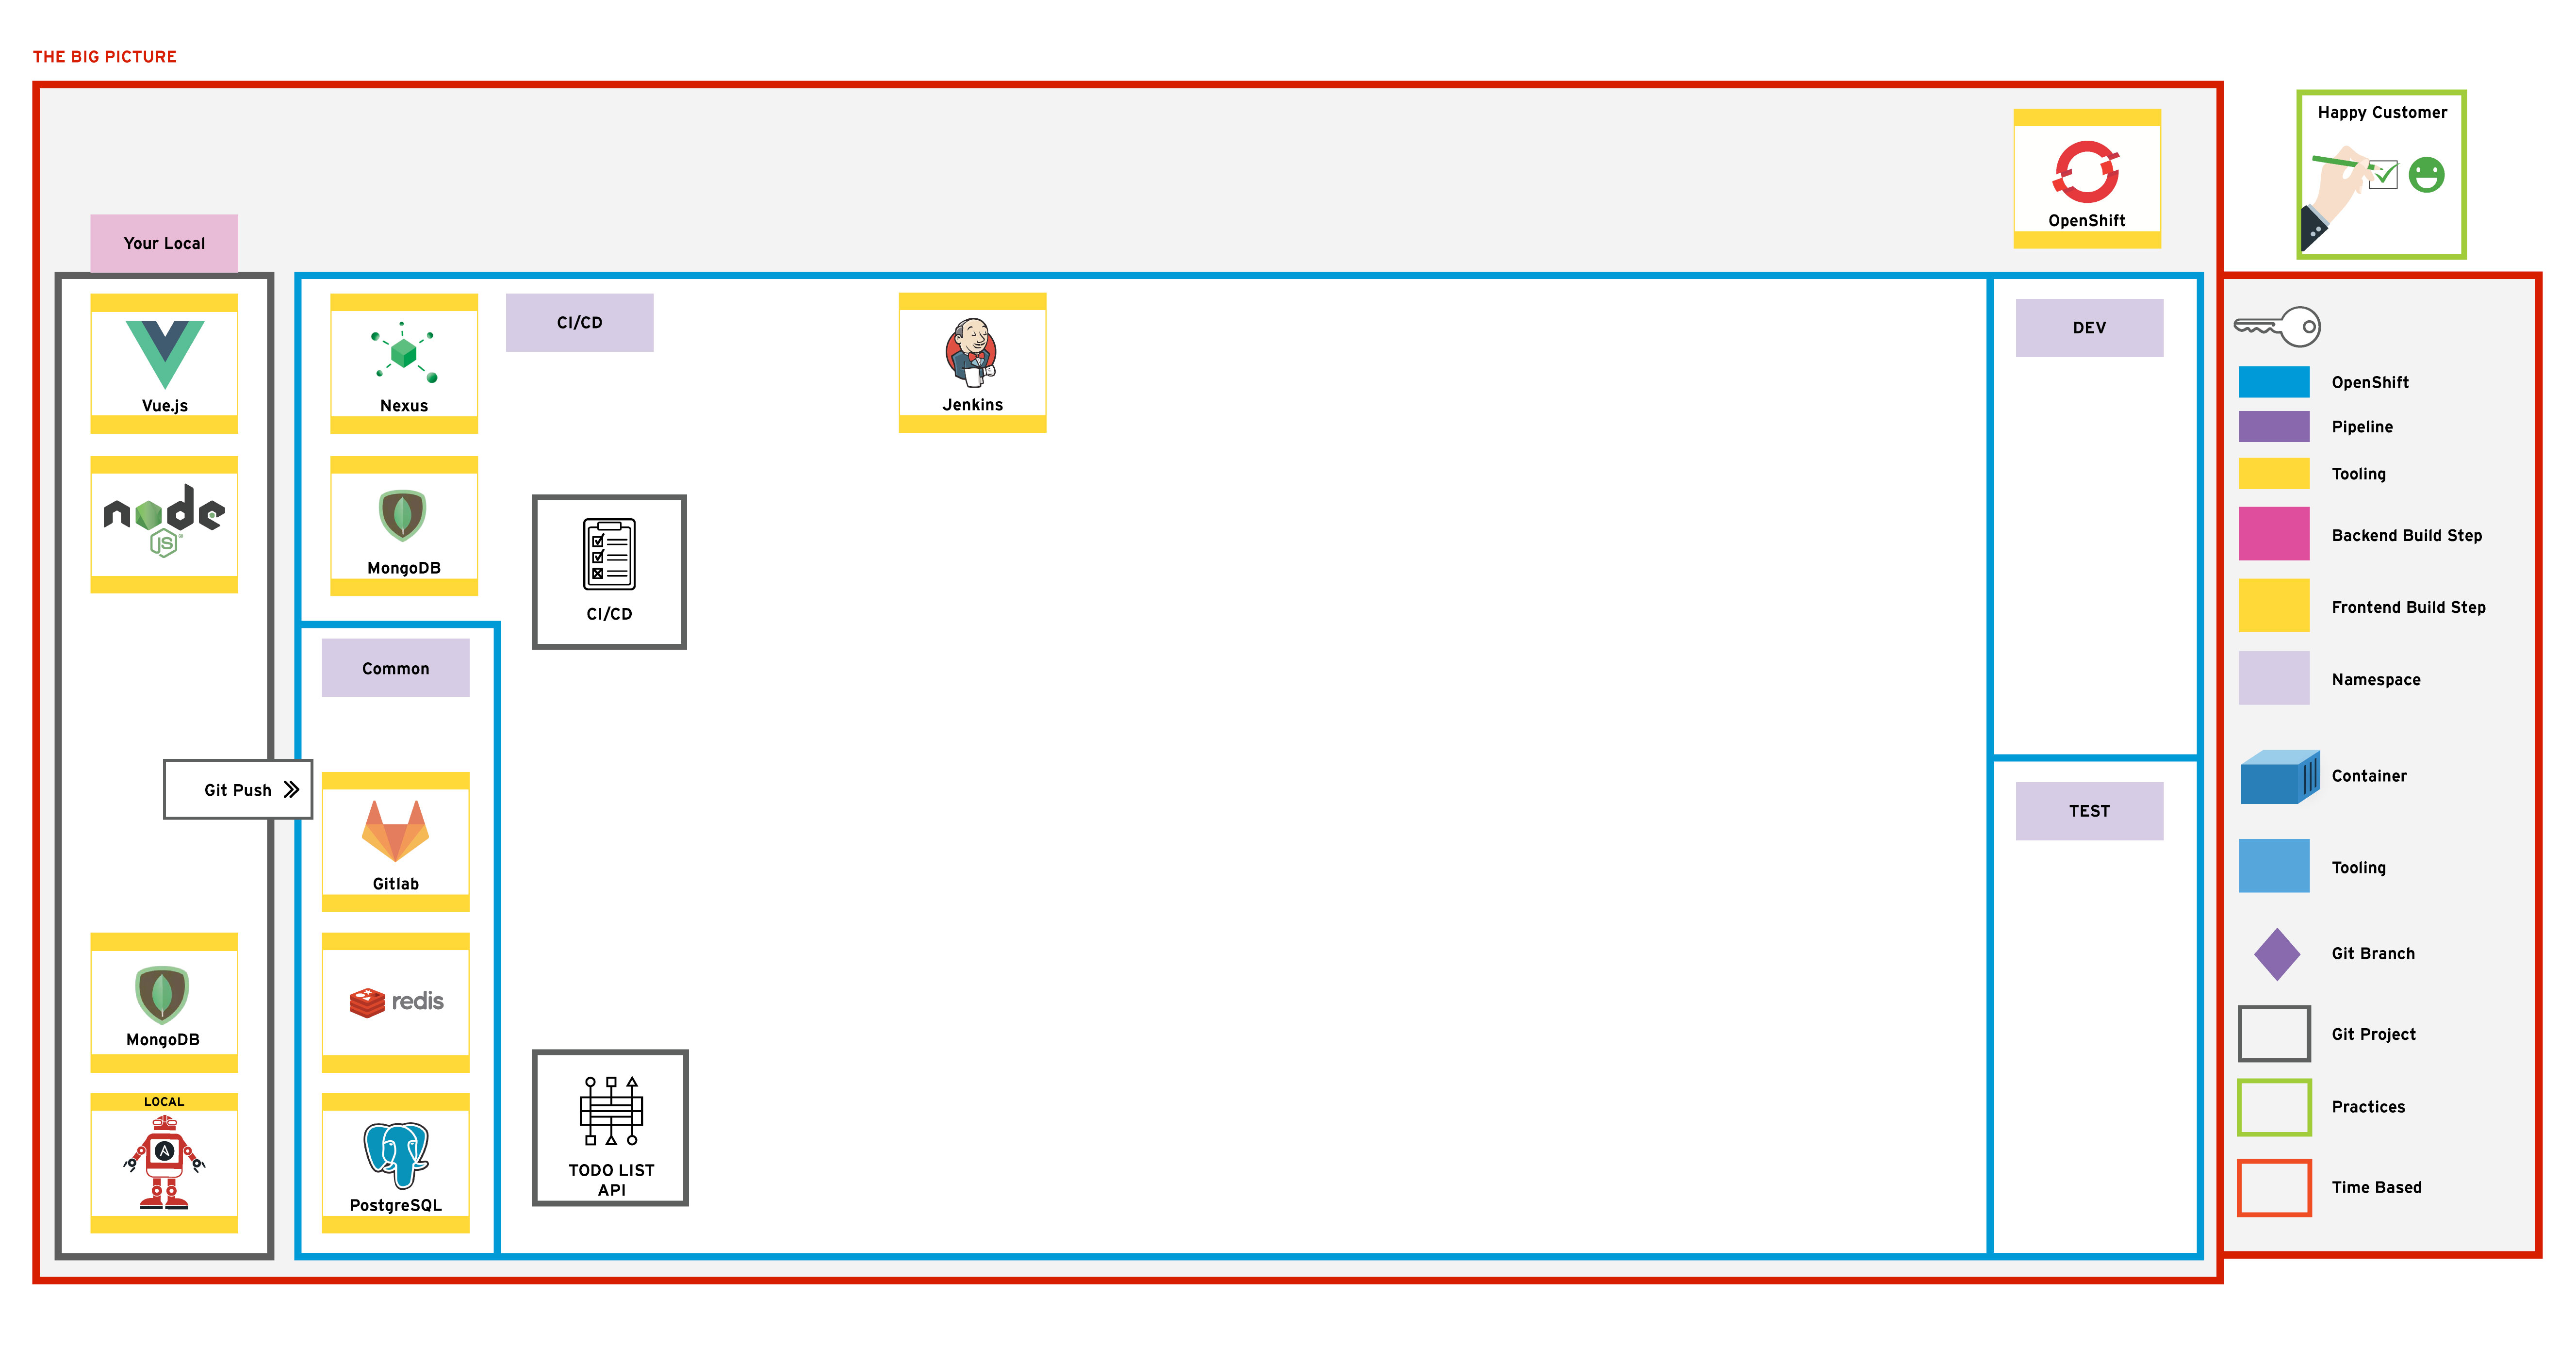 THE BIG PICTURE
Happy Customer
OpenShift
Your Local
Vue.js
node
JS
MongoDB
LOCAL
A
Git Push
Nexus
CI/CD
MongoDB
CI/CD
Jenkins
Common
Gitlab
redis
PostgreSQL
TODO LIST
API
DEV
TEST
OpenShift
Pipeline
Tooling
Backend Build Step
Frontend Build Step
Namespace
Container
Tooling
Git Branch
Git Project
Practices
Time Based